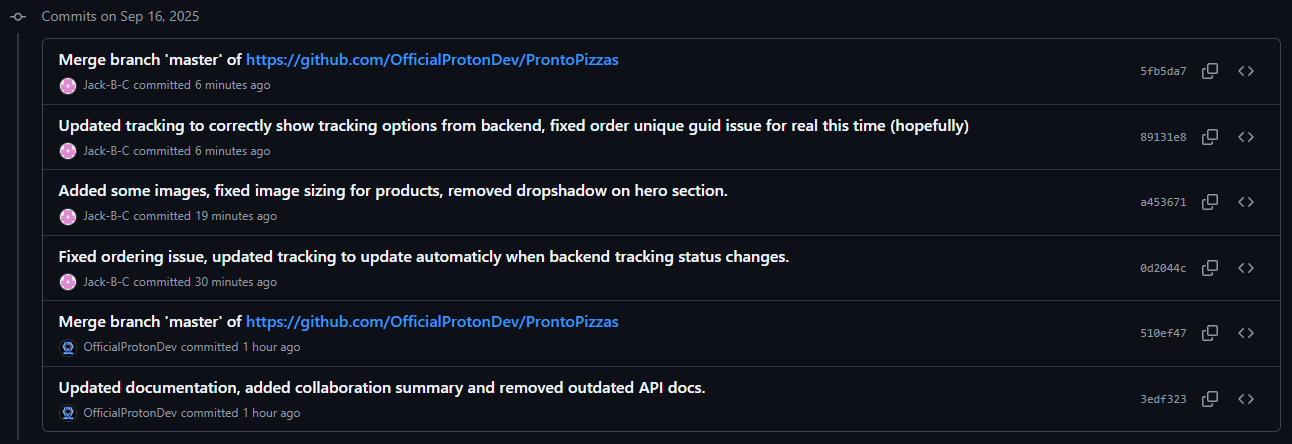 Commits on Sep 16, 2025
Merge branch 'master' of https://github.com/OfficialProtonDev/ProntoPizzas
Jack-B-C committed 6 minutes ago
5fb5da7
Updated tracking to correctly show tracking options from backend, fixed order unique guid issue for real this time (hopefully)
Jack-B-C committed 6 minutes ago
89131e8
Added some images, fixed image sizing for products, removed dropshadow on hero section.
Jack-B-C committed 19 minutes ago
a453671
Fixed ordering issue, updated tracking to update automaticly when backend tracking status changes.
Jack-B-C committed 30 minutes ago
0d2044c
Merge branch 'master' of https://github.com/OfficialProtonDev/ProntoPizzas
OfficialProtonDev committed 1 hour ago
510ef47
Updated documentation, added collaboration summary and removed outdated API docs.
OfficialProtonDev committed 1 hour ago
3edf323